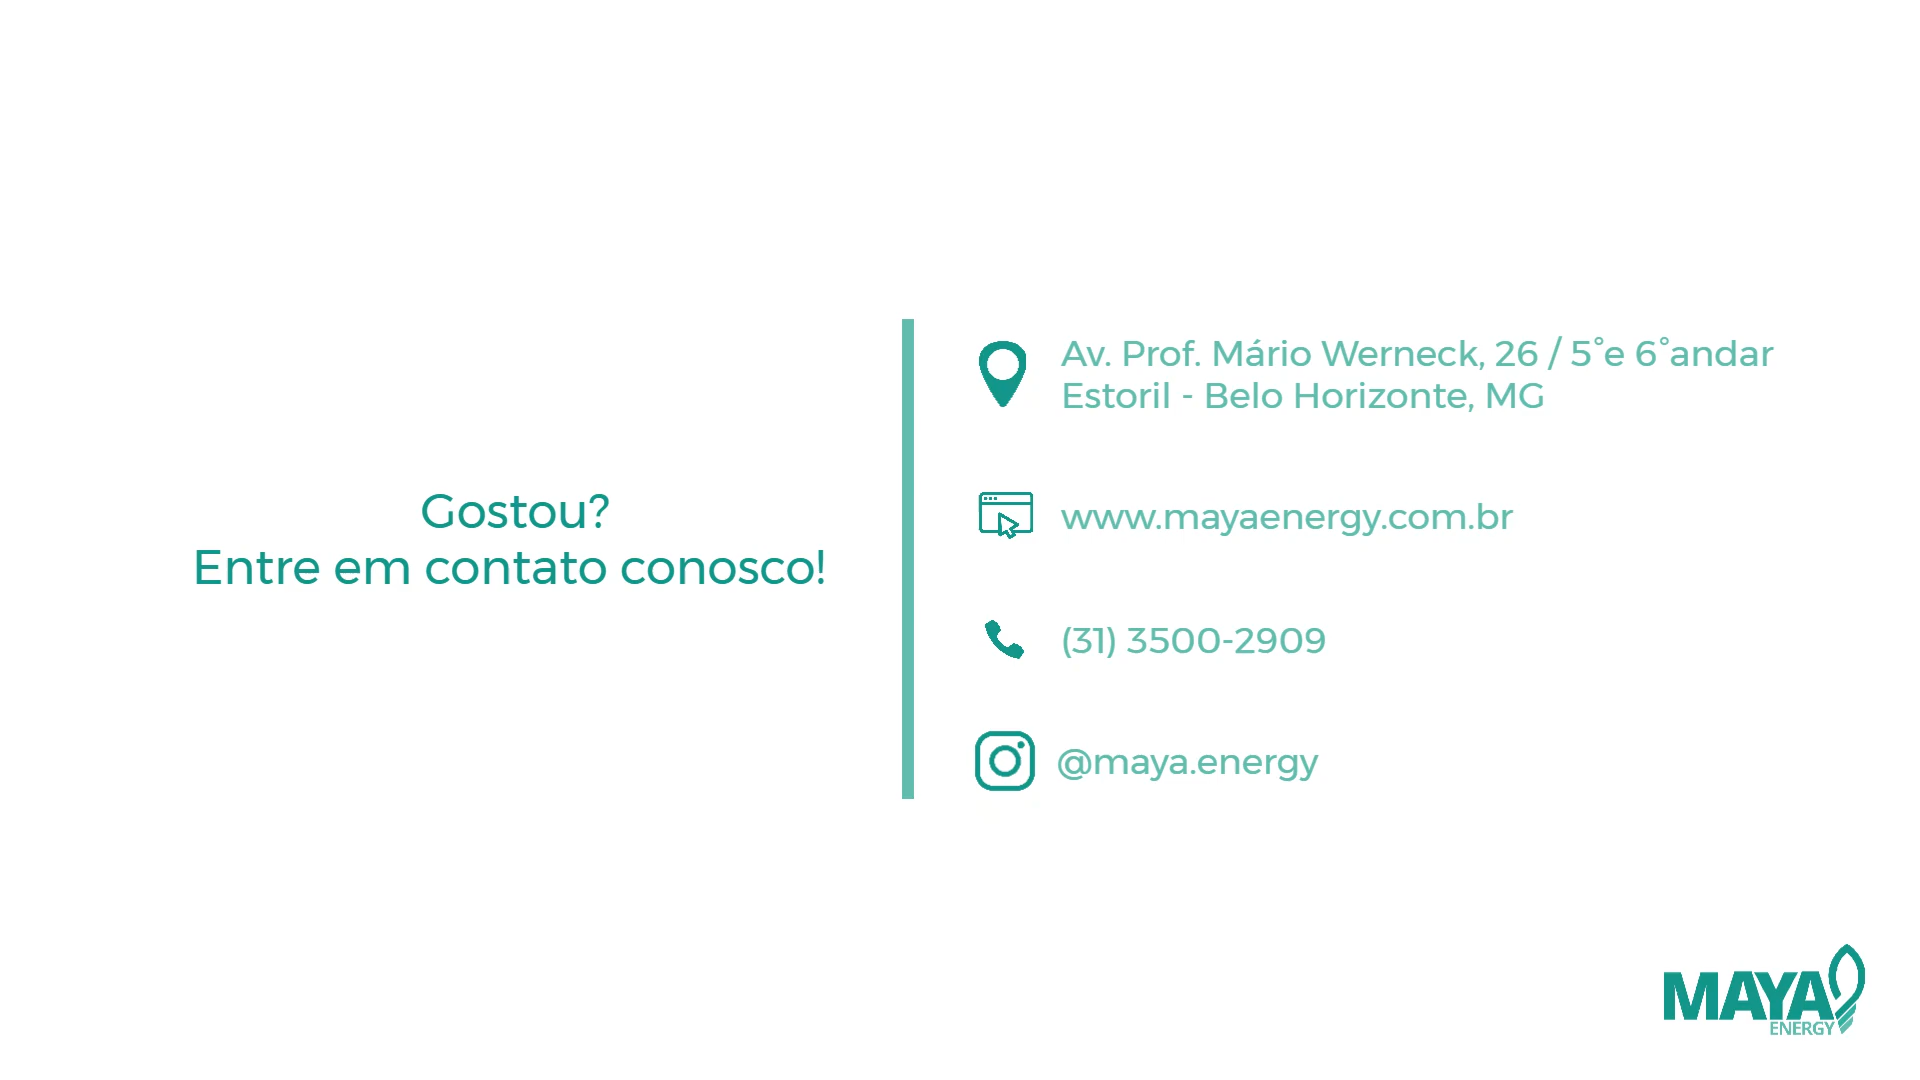 Gostou?
Entre em contato conosco!
Av. Prof. Mário Werneck, 26 / 5°e 6°andar
Estoril - Belo Horizonte, MG
www.mayaenergy.com.br
(31) 3500-2909
@maya.energy
MAYA
ENERGY